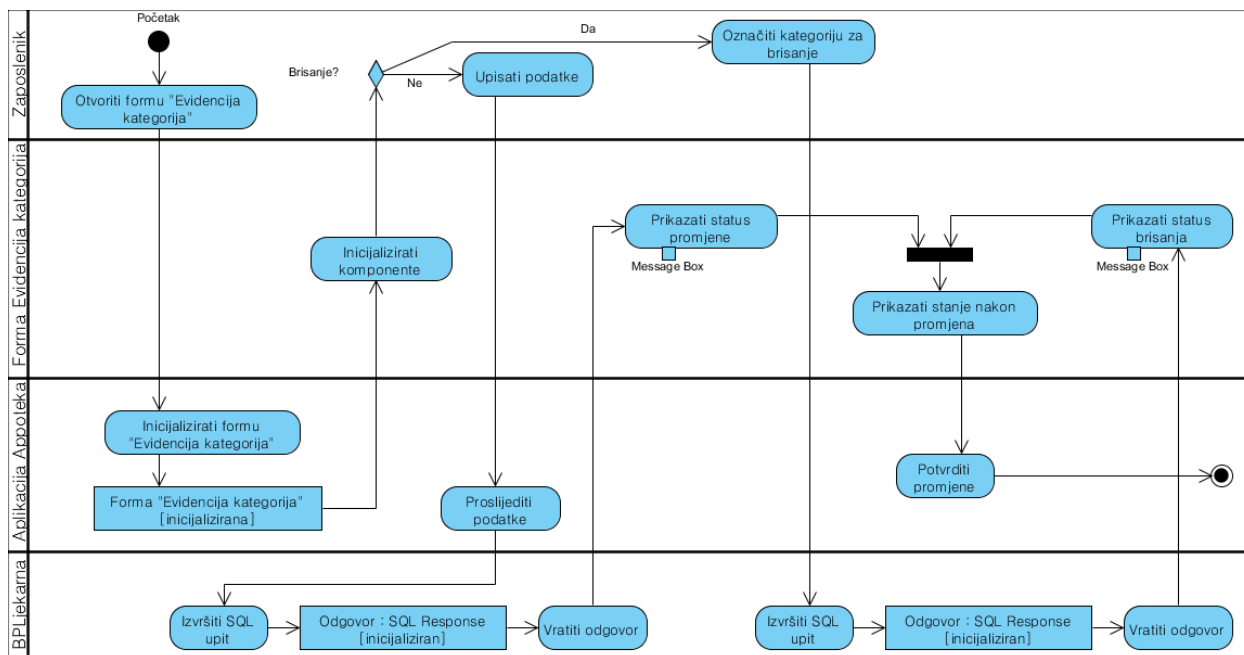 Zaposlenik
Početak
Otvoriti formu "Evidencija
kategorija"
Brisanje?
Da
Ne
Upisati podatke
Označiti kategoriju za
brisanje
Forma Evidencija kategorija
Inicijalizirati
komponente
Prikazati status
promjene
Message Box
Prikazati stanje nakon
promjena
Prikazati status
brisanja
Message Box
Aplikacija Appoteka
Inicijalizirati formu
"Evidencija kategorija"
Forma "Evidencija kategorija"
[inicijalizirana]
Proslijediti
podatke
Potvrditi
promjene
BPLjekarna
Izvršiti SQL
upit
Odgovor : SQL Response
[inicijaliziran]
Vratiti odgovor
Izvršiti SQL
upit
Odgovor : SQL Response
[inicijaliziran]
Vratiti odgovor